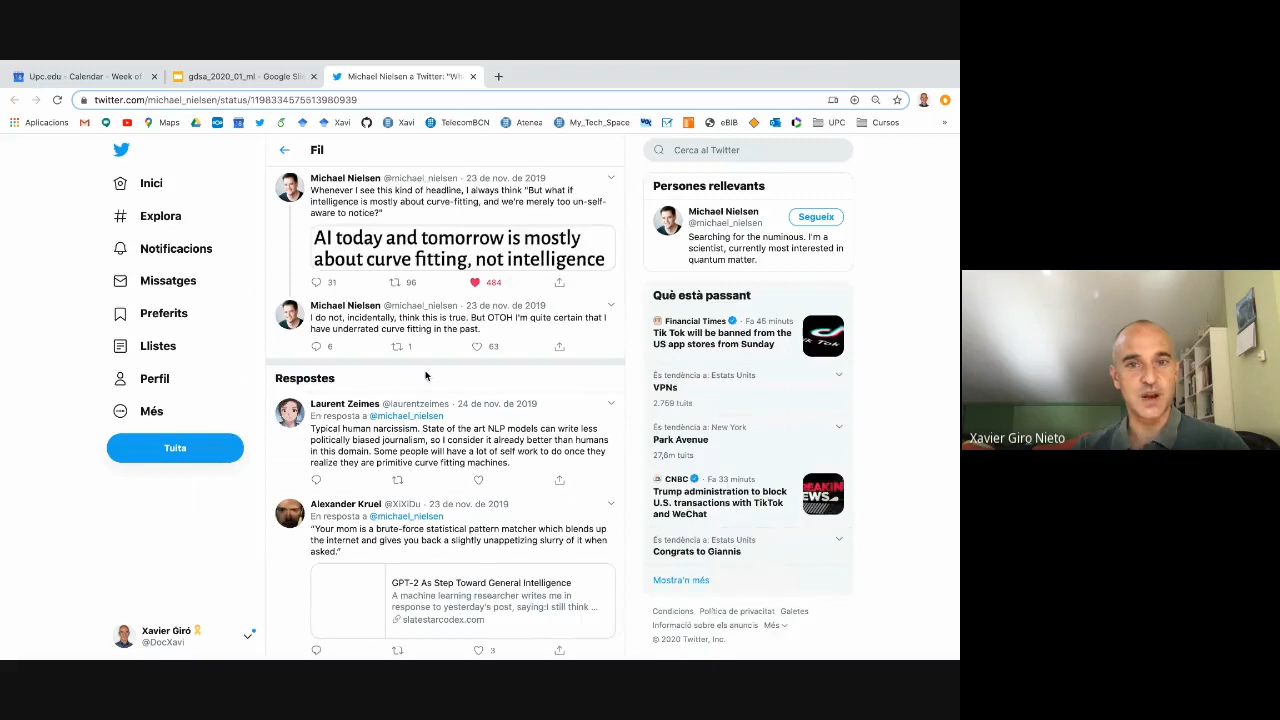 Upc.edu - Calendar - Week of
gdsa_2020_01_ml - Google Sli
Michael Nielsen a Twitter: "Wh
twitter.com/michael_nielsen/status/1198334575513980939
Aplicacions
Maps
Xavi
Xavi
TelecomBCN
Atenea
My_Tech_Space
eBIB
UPC
Cursos
»
Inici
Explora
Notificacions
Missatges
Preferits
Llistes
Perfil
Més
Tuita
Xavier Giró
@DocXavi
Fil
Michael Nielsen @michael_nielsen · 23 de nov. de 2019
Whenever I see this kind of headline, I always think "But what if
intelligence is mostly about curve-fitting, and we're merely too un-self-
aware to notice?"
AI today and tomorrow is mostly
about curve fitting, not intelligence
31 96 484
Michael Nielsen @michael_nielsen · 23 de nov. de 2019
I do not, incidentally, think this is true. But OTOH I'm quite certain that I
have underrated curve fitting in the past.
6 1 63
Respostes
Laurent Zeimes @laurentzeimes · 24 de nov. de 2019
En resposta a @michael_nielsen
Typical human narcissism. State of the art NLP models can write less
politically biased journalism, so I consider it already better than humans
in this domain. Some people will have a lot of self work to do once they
realize they are primitive curve fitting machines.
Alexander Kruel @XiXiDu · 23 de nov. de 2019
En resposta a @michael_nielsen
"Your mom is a brute-force statistical pattern matcher which blends up
the internet and gives you back a slightly unappetizing slurry of it when
asked."
GPT-2 As Step Toward General Intelligence
A machine learning researcher writes me in
response to yesterday's post, saying:I still think ...
slatestarcodex.com
3
Cerca al Twitter
Persones rellevants
Michael Nielsen
@michael_nielsen
Segueix
Searching for the numinous. I'm a
scientist, currently most interested in
quantum matter.
Què està passant
Financial Times · Fa 45 minuts
Tik Tok will be banned from the
US app stores from Sunday
És tendència a: Estats Units
VPNs
2.759 tuits
És tendència a: New York
Park Avenue
27,6m tuits
CNBC · Fa 33 minuts
Trump administration to block
U.S. transactions with TikTok
and WeChat
És tendència a: Estats Units
Congrats to Giannis
Mostra'n més
Condicions Política de privacitat Galetes
Informació sobre els anuncis Més
© 2020 Twitter, Inc.
Xavier Giro Nieto